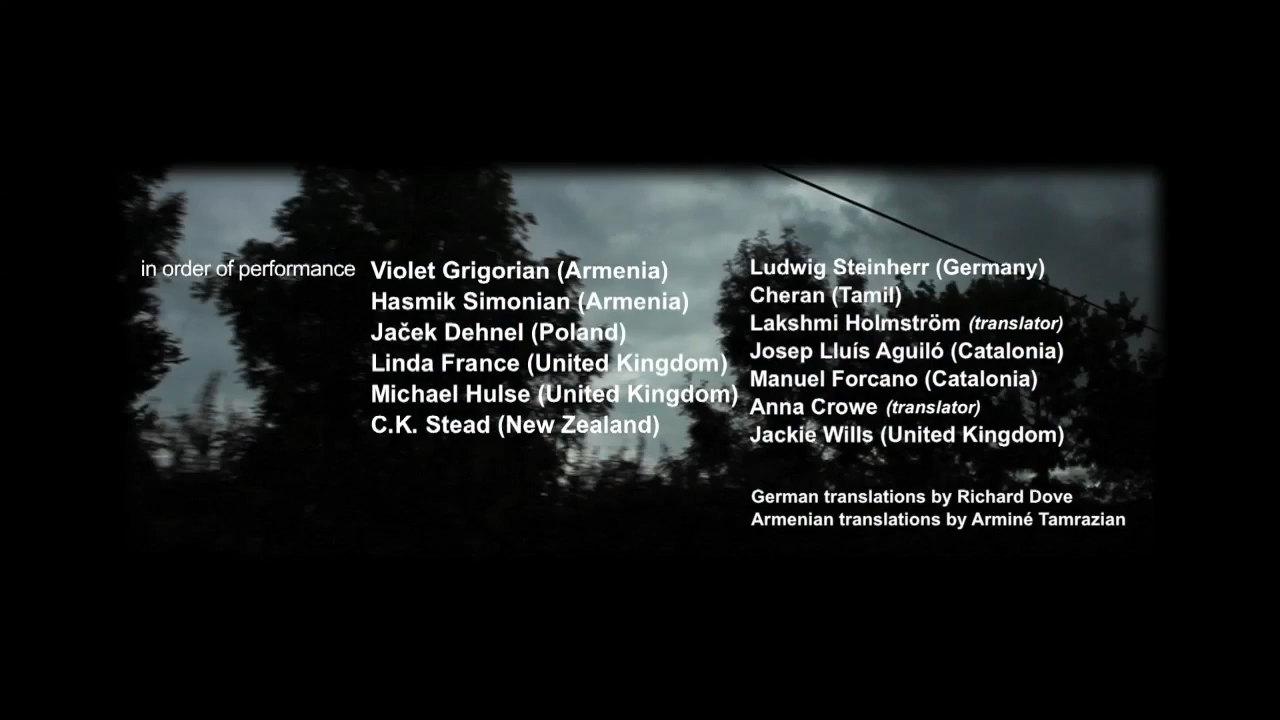 in order of performance
Violet Grigorian (Armenia)
Hasmik Simonian (Armenia)
Jaček Dehnel (Poland)
Linda France (United Kingdom)
Michael Hulse (United Kingdom)
C.K. Stead (New Zealand)
Ludwig Steinherr (Germany)
Cheran (Tamil)
Lakshmi Holmström (translator)
Josep Lluís Aguiló (Catalonia)
Manuel Forcano (Catalonia)
Anna Crowe (translator)
Jackie Wills (United Kingdom)
German translations by Richard Dove
Armenian translations by Arminé Tamrazian